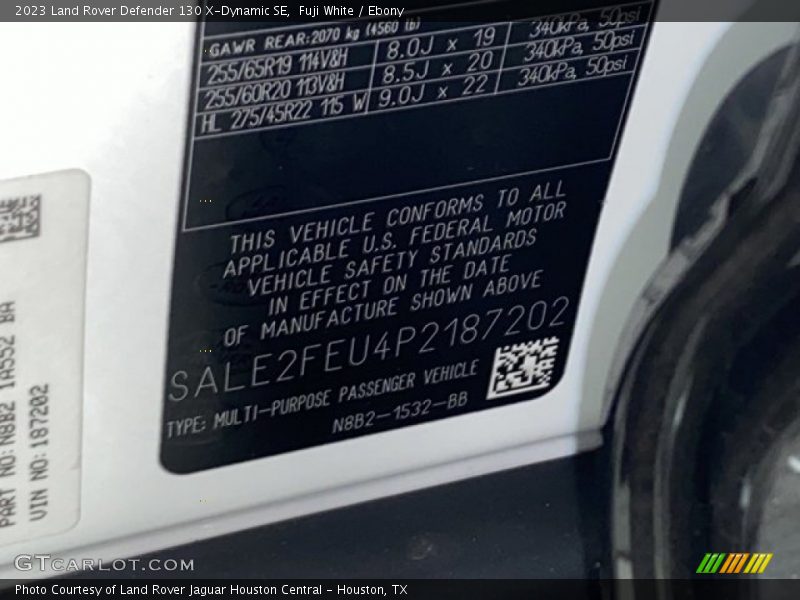 2023 Land Rover Defender 130 X-Dynamic SE,  Fuji White / Ebony
GAWR REAR:2070 kg (4560 lb)
255/65R19 114V&H 8.0J x 19 340kPa, 50psi
255/60R20 113V&H 8.5J x 20 340kPa, 50psi
HL 275/45R22 115 W 9.0J x 22 340kPa, 50psi
THIS VEHICLE CONFORMS TO ALL
APPLICABLE U.S. FEDERAL MOTOR
VEHICLE SAFETY STANDARDS
IN EFFECT ON THE DATE
OF MANUFACTURE SHOWN ABOVE
SALE2FEU4P2187202
TYPE: MULTI-PURPOSE PASSENGER VEHICLE
N8B2-1532-BB
PART NO:N8B2 1A552 BA
VIN NO:187202
GTCARLOT.COM
Photo Courtesy of Land Rover Jaguar Houston Central - Houston, TX